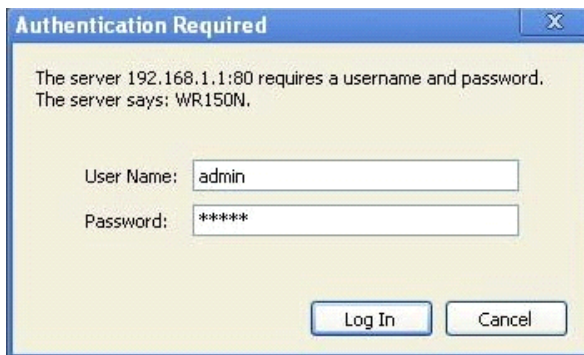 Authentication Required
X
The server 192.168.1.1:80 requires a username and password.
The server says: WR150N.
User Name: admin
Password: *****
Log In Cancel